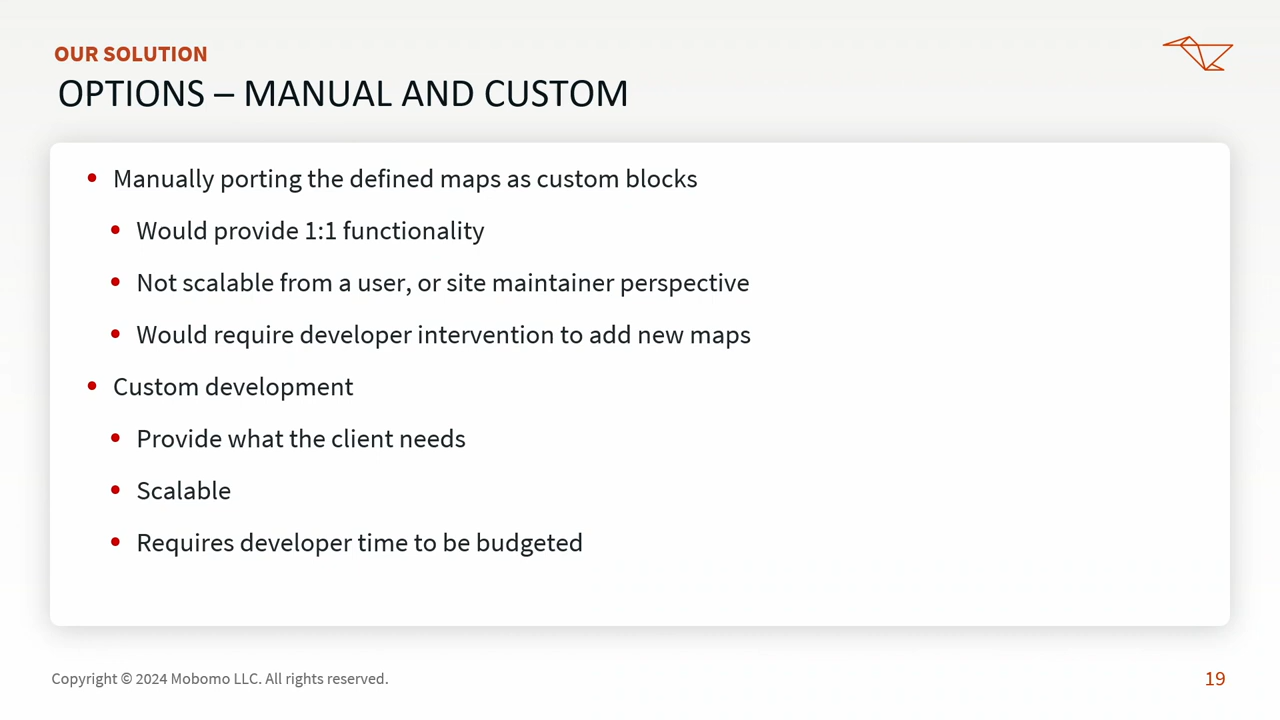 OUR SOLUTION
OPTIONS – MANUAL AND CUSTOM
• Manually porting the defined maps as custom blocks
• Would provide 1:1 functionality
• Not scalable from a user, or site maintainer perspective
• Would require developer intervention to add new maps
• Custom development
• Provide what the client needs
• Scalable
• Requires developer time to be budgeted
Copyright © 2024 Mobomo LLC. All rights reserved.
19